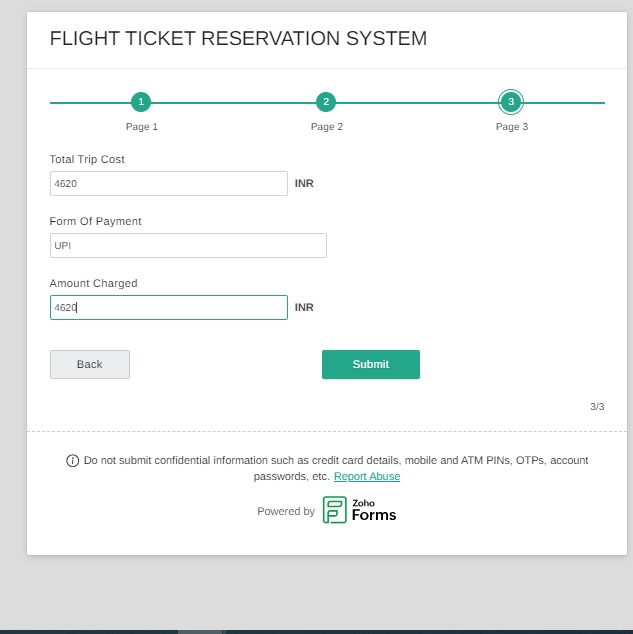 FLIGHT TICKET RESERVATION SYSTEM
1 2 3
Page 1 Page 2 Page 3
Total Trip Cost
4620 INR
Form Of Payment
UPI
Amount Charged
4620 INR
Back Submit
3/3
Do not submit confidential information such as credit card details, mobile and ATM PINs, OTPs, account
passwords, etc. Report Abuse
Powered by Zoho
Forms